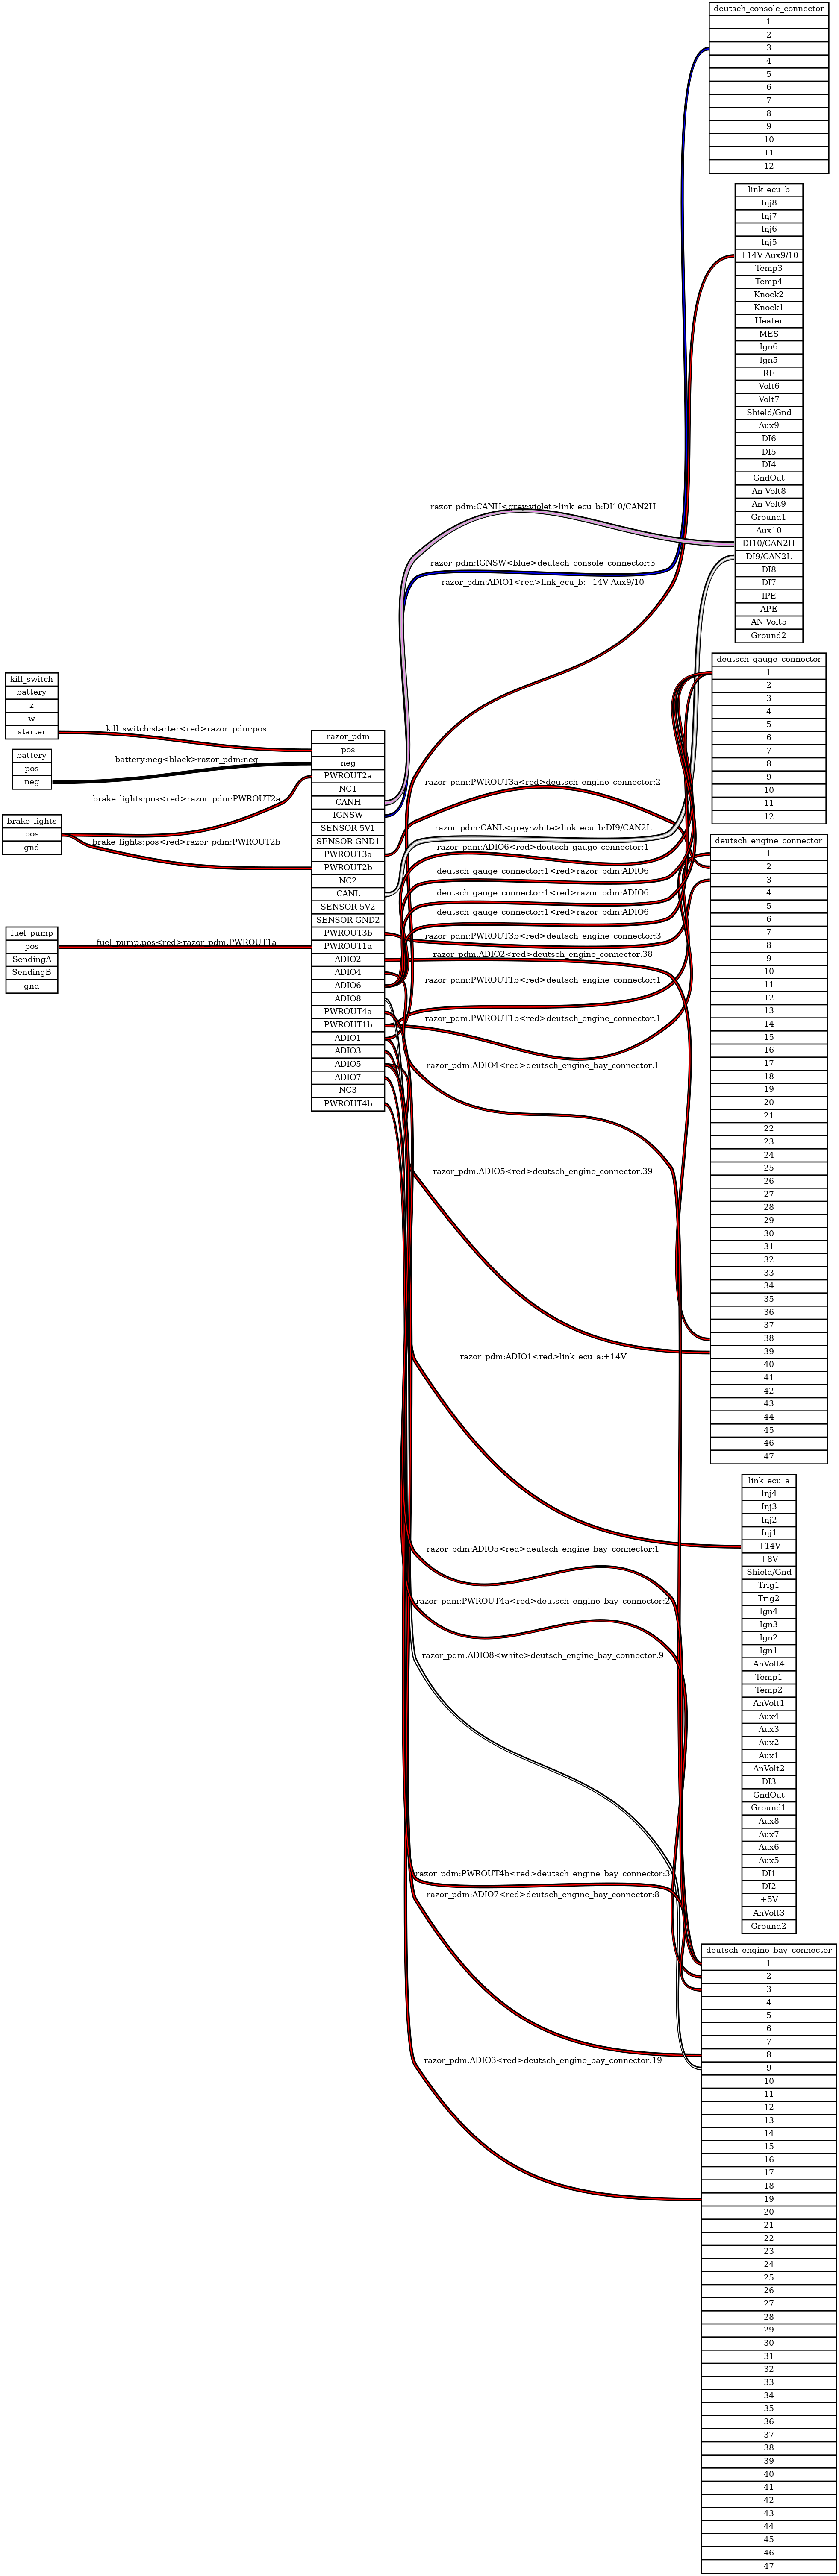 kill_switch
battery
z
w
starter
battery
pos
neg
brake_lights
pos
gnd
fuel_pump
pos
SendingA
SendingB
gnd
kill_switch:starter<red>razor_pdm:pos
battery:neg<black>razor_pdm:neg
brake_lights:pos<red>razor_pdm:PWROUT2a
brake_lights:pos<red>razor_pdm:PWROUT2b
fuel_pump:pos<red>razor_pdm:PWROUT1a
razor_pdm
pos
neg
PWROUT2a
NC1
CANH
IGNSW
SENSOR 5V1
SENSOR GND1
PWROUT3a
PWROUT2b
NC2
CANL
SENSOR 5V2
SENSOR GND2
PWROUT3b
PWROUT1a
ADIO2
ADIO4
ADIO6
ADIO8
PWROUT4a
PWROUT1b
ADIO1
ADIO3
ADIO5
ADIO7
NC3
PWROUT4b
razor_pdm:CANH<grey:violet>link_ecu_b:DI10/CAN2H
razor_pdm:IGNSW<blue>deutsch_console_connector:3
razor_pdm:ADIO1<red>link_ecu_b:+14V Aux9/10
razor_pdm:PWROUT3a<red>deutsch_engine_connector:2
razor_pdm:CANL<grey:white>link_ecu_b:DI9/CAN2L
razor_pdm:ADIO6<red>deutsch_gauge_connector:1
deutsch_gauge_connector:1<red>razor_pdm:ADIO6
deutsch_gauge_connector:1<red>razor_pdm:ADIO6
deutsch_gauge_connector:1<red>razor_pdm:ADIO6
razor_pdm:PWROUT3b<red>deutsch_engine_connector:3
razor_pdm:ADIO2<red>deutsch_engine_connector:38
razor_pdm:PWROUT1b<red>deutsch_engine_connector:1
razor_pdm:PWROUT1b<red>deutsch_engine_connector:1
razor_pdm:ADIO4<red>deutsch_engine_bay_connector:1
razor_pdm:ADIO5<red>deutsch_engine_connector:39
razor_pdm:ADIO1<red>link_ecu_a:+14V
razor_pdm:ADIO5<red>deutsch_engine_bay_connector:1
razor_pdm:PWROUT4a<red>deutsch_engine_bay_connector:2
razor_pdm:ADIO8<white>deutsch_engine_bay_connector:9
razor_pdm:PWROUT4b<red>deutsch_engine_bay_connector:3
razor_pdm:ADIO7<red>deutsch_engine_bay_connector:8
razor_pdm:ADIO3<red>deutsch_engine_bay_connector:19
deutsch_console_connector
1
2
3
4
5
6
7
8
9
10
11
12
link_ecu_b
Inj8
Inj7
Inj6
Inj5
+14V Aux9/10
Temp3
Temp4
Knock2
Knock1
Heater
MES
Ign6
Ign5
RE
Volt6
Volt7
Shield/Gnd
Aux9
DI6
DI5
DI4
GndOut
An Volt8
An Volt9
Ground1
Aux10
DI10/CAN2H
DI9/CAN2L
DI8
DI7
IPE
APE
AN Volt5
Ground2
deutsch_gauge_connector
1
2
3
4
5
6
7
8
9
10
11
12
deutsch_engine_connector
1
2
3
4
5
6
7
8
9
10
11
12
13
14
15
16
17
18
19
20
21
22
23
24
25
26
27
28
29
30
31
32
33
34
35
36
37
38
39
40
41
42
43
44
45
46
47
link_ecu_a
Inj4
Inj3
Inj2
Inj1
+14V
+8V
Shield/Gnd
Trig1
Trig2
Ign4
Ign3
Ign2
Ign1
AnVolt4
Temp1
Temp2
AnVolt1
Aux4
Aux3
Aux2
Aux1
AnVolt2
DI3
GndOut
Ground1
Aux8
Aux7
Aux6
Aux5
DI1
DI2
+5V
AnVolt3
Ground2
deutsch_engine_bay_connector
1
2
3
4
5
6
7
8
9
10
11
12
13
14
15
16
17
18
19
20
21
22
23
24
25
26
27
28
29
30
31
32
33
34
35
36
37
38
39
40
41
42
43
44
45
46
47